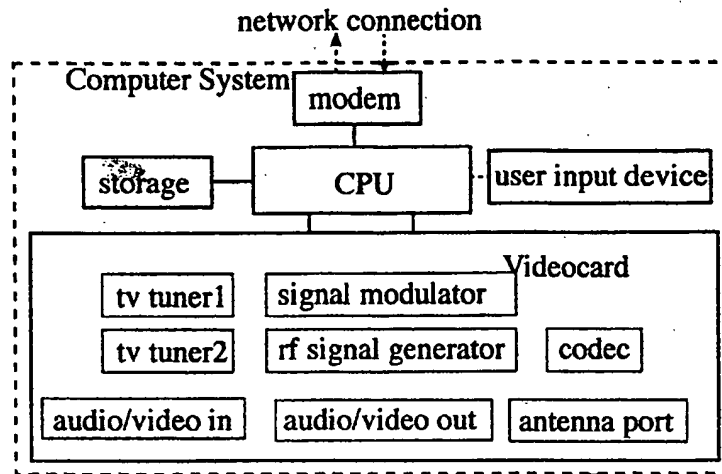 network connection
Computer System
modem
storage
CPU
user input device
Videocard
tv tuner1
signal modulator
tv tuner2
rf signal generator
codec
audio/video in
audio/video out
antenna port